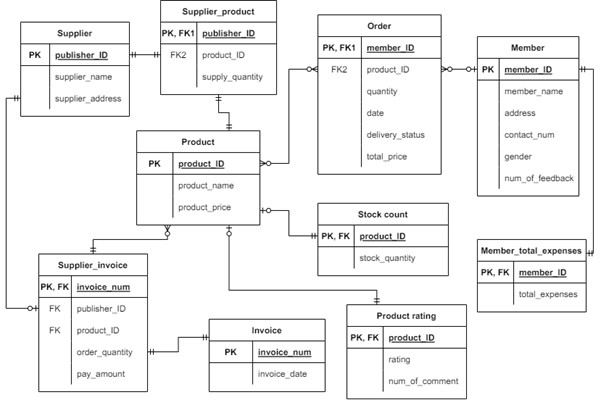 Supplier
PK publisher_ID
supplier_name
supplier_address
Supplier_product
PK, FK1 publisher_ID
FK2 product_ID
supply_quantity
Order
PK, FK1 member_ID
FK2 product_ID
quantity
date
delivery_status
total_price
Member
PK member_ID
member_name
address
contact_num
gender
num_of_feedback
Product
PK product_ID
product_name
product_price
Stock count
PK, FK product_ID
stock_quantity
Member_total_expenses
PK, FK member_ID
total_expenses
Supplier_invoice
PK, FK invoice_num
FK publisher_ID
FK product_ID
order_quantity
pay_amount
Invoice
PK invoice_num
invoice_date
Product rating
PK, FK product_ID
rating
num_of_comment